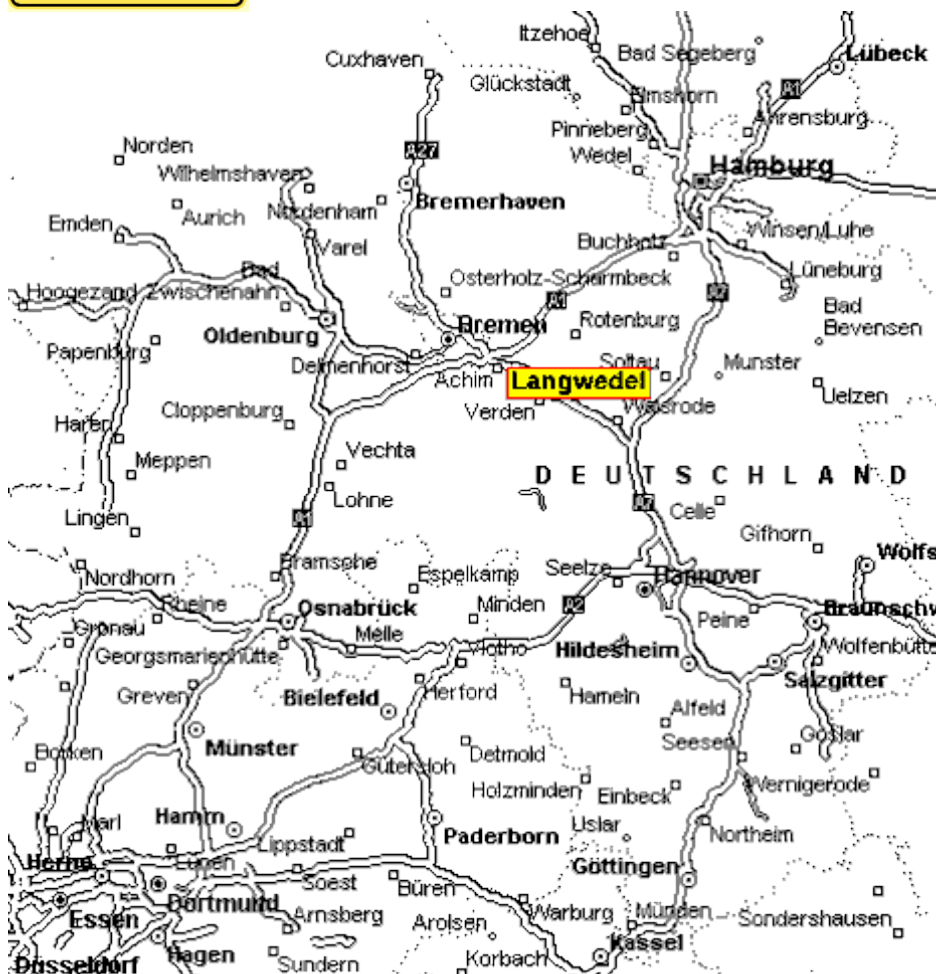 Itzehoe
Bad Segeberg
Lübeck
Cuxhaven
Glückstadt
Elmshorn
A1
Ahrensburg
Pinneberg
Norden
A27
Wedel
Hamburg
Wilhelmshaven
Aurich
Nordenham
Bremerhaven
Emden
Varel
Buchholz
Winsen/Luhe
Bad
Zwischenahn
Hoogezand
Osterholz-Scharmbeck
Lüneburg
A1
A7
Bad
Bevensen
Oldenburg
Bremen
Rotenburg
Papenburg
Delmenhorst
Achim
Soltau
Munster
Langwedel
Uelzen
Cloppenburg
Verden
Walsrode
Haren
Vechta
Meppen
DEUTSCHLAND
Lohne
A7
Celle
Lingen
A1
Gifhorn
Bramsche
Wolfs
Nordhorn
Espelkamp
Seelze
Hannover
Rheine
Osnabrück
Minden
A2
Peine
Braunschw
Gronau
Melle
Georgsmarienhütte
Vlotho
Hildesheim
Wolfenbütte
Greven
Bielefeld
Herford
Hameln
Salzgitter
Alfeld
Münster
Detmold
Seesen
Goslar
Borken
Gütersloh
Holzminden
Einbeck
Wernigerode
Marl
Hamm
Lippstadt
Paderborn
Uslar
Northeim
Herne
Lünen
Göttingen
Soest
Büren
Essen
Dortmund
Arnsberg
Warburg
Münden
Sondershausen
Arolsen
Hagen
Kassel
Düsseldorf
Sundern
Korbach